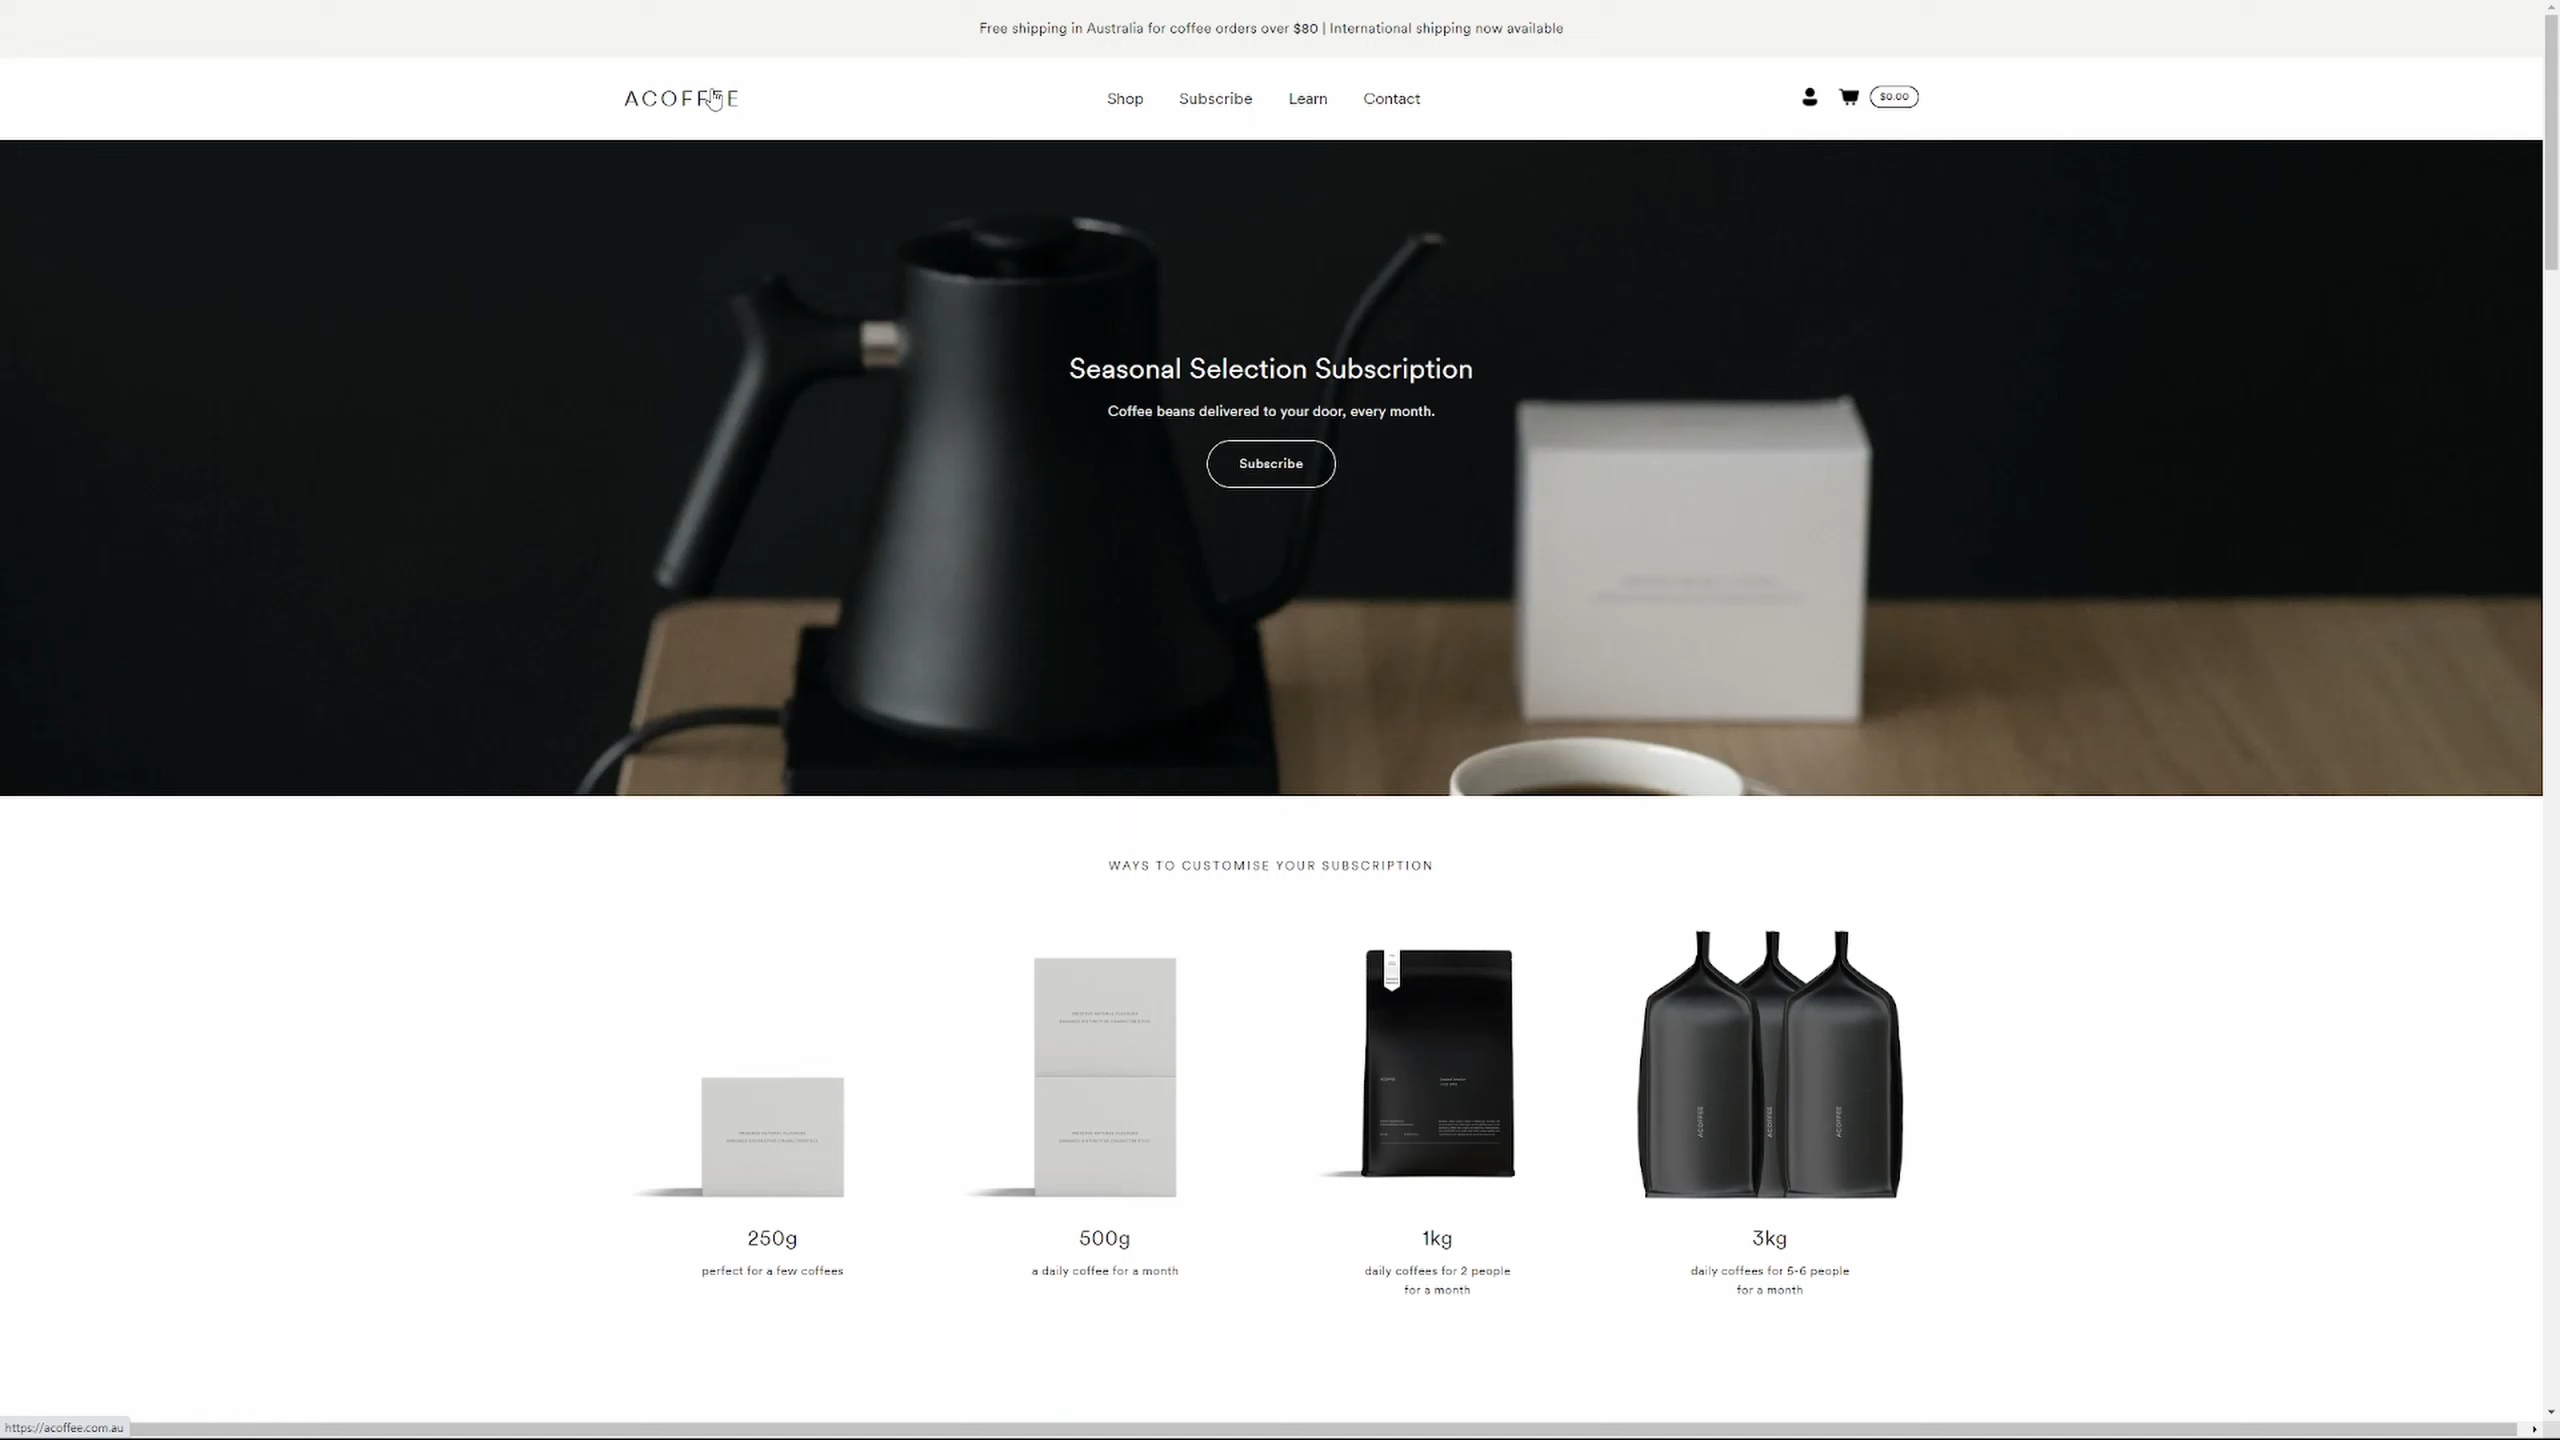 Free shipping in Australia for coffee orders over $80 | International shipping now available
ACOFFEE
Shop
Subscribe
Learn
Contact
$0.00
Seasonal Selection Subscription
Coffee beans delivered to your door, every month.
Subscribe
WAYS TO CUSTOMISE YOUR SUBSCRIPTION
ACOFFEE
ACOFFEE
ACOFFEE
250g
perfect for a few coffees
500g
a daily coffee for a month
1kg
daily coffees for 2 people
for a month
3kg
daily coffees for 5-6 people
for a month
https://acoffee.com.au